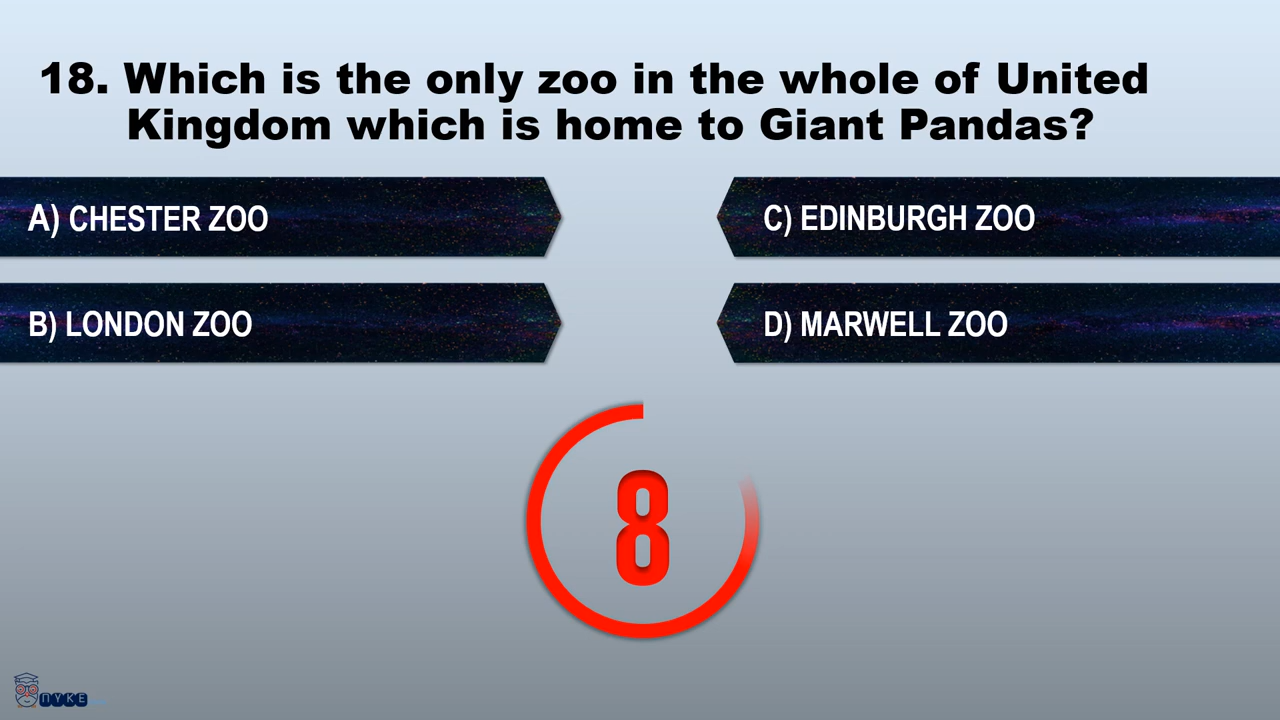 18. Which is the only zoo in the whole of United
Kingdom which is home to Giant Pandas?
A) CHESTER ZOO
C) EDINBURGH ZOO
B) LONDON ZOO
D) MARWELL ZOO
8
NYKE